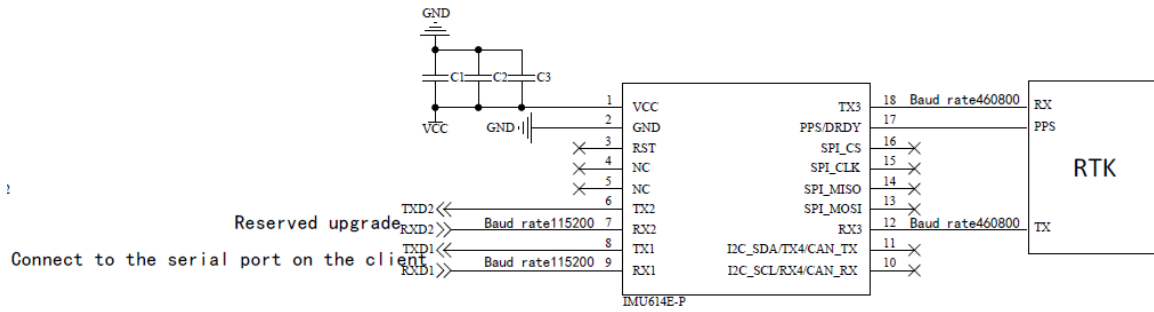 GND
C1
C2
C3
VCC
GND
1
VCC
2
GND
3
RST
4
NC
5
NC
6
TX2
TXD2
Reserved upgrade
RXD2
Baud rate115200
7
RX2
TXD1
8
TX1
Connect to the serial port on the client
RXD1
Baud rate115200
9
RX1
TX3
18
Baud rate460800
RX
PPS/DRDY
17
PPS
SPI_CS
16
SPI_CLK
15
SPI_MISO
14
SPI_MOSI
13
RX3
12
Baud rate460800
TX
I2C_SDA/TX4/CAN_TX
11
I2C_SCL/RX4/CAN_RX
10
RTK
IMU614E-P